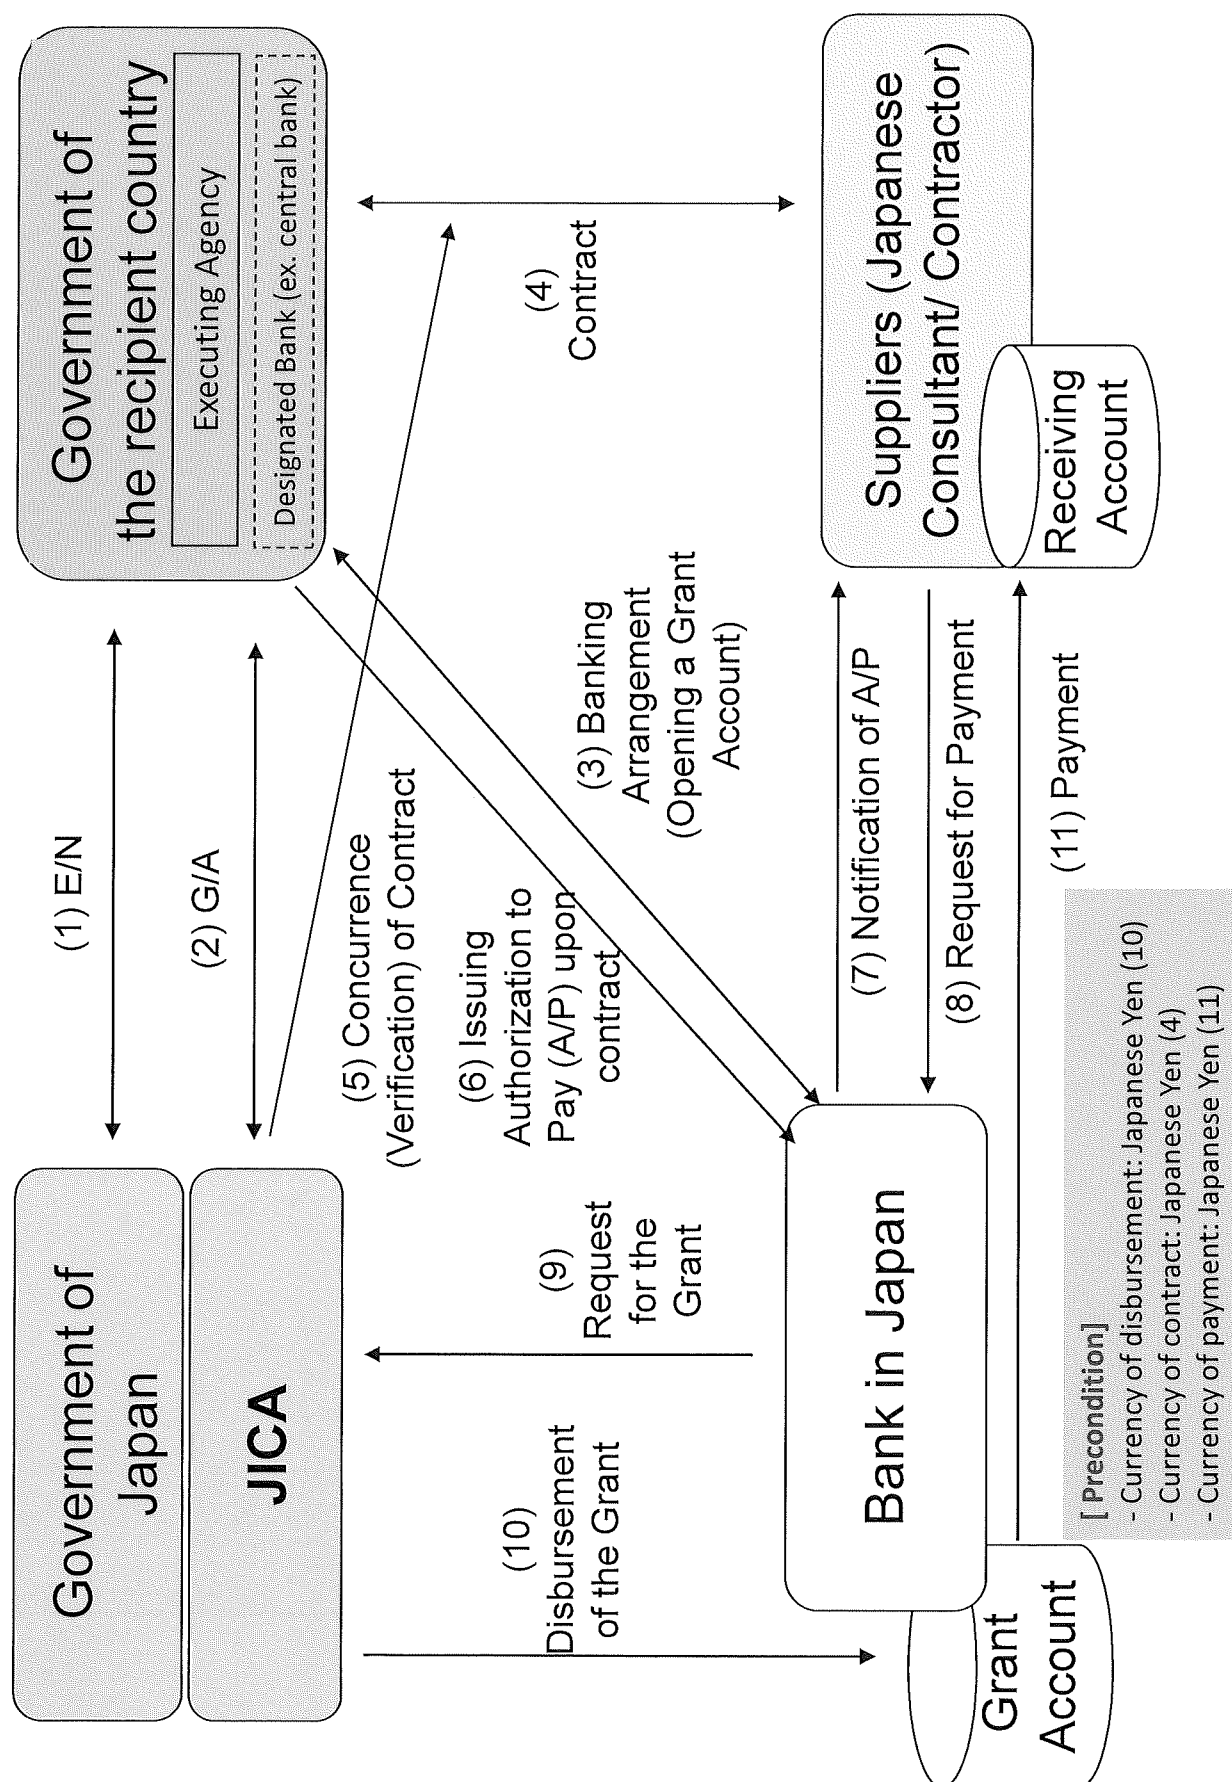 Government of
Japan
JICA
Government of
the recipient country
Executing Agency
Designated Bank (ex. central bank)
(1) E/N
(2) G/A
(5) Concurrence
(Verification) of Contract
(6) Issuing
Authorization to
Pay (A/P) upon
contract
(10)
Disbursement
of the Grant
(9)
Request
for the
Grant
(3) Banking
Arrangement
(Opening a Grant
Account)
(4)
Contract
Bank in Japan
Grant
Account
(7) Notification of A/P
(8) Request for Payment
(11) Payment
Suppliers (Japanese
Consultant/ Contractor)
Receiving
Account
[ Precondition]
- Currency of disbursement: Japanese Yen (10)
- Currency of contract: Japanese Yen (4)
- Currency of payment: Japanese Yen (11)